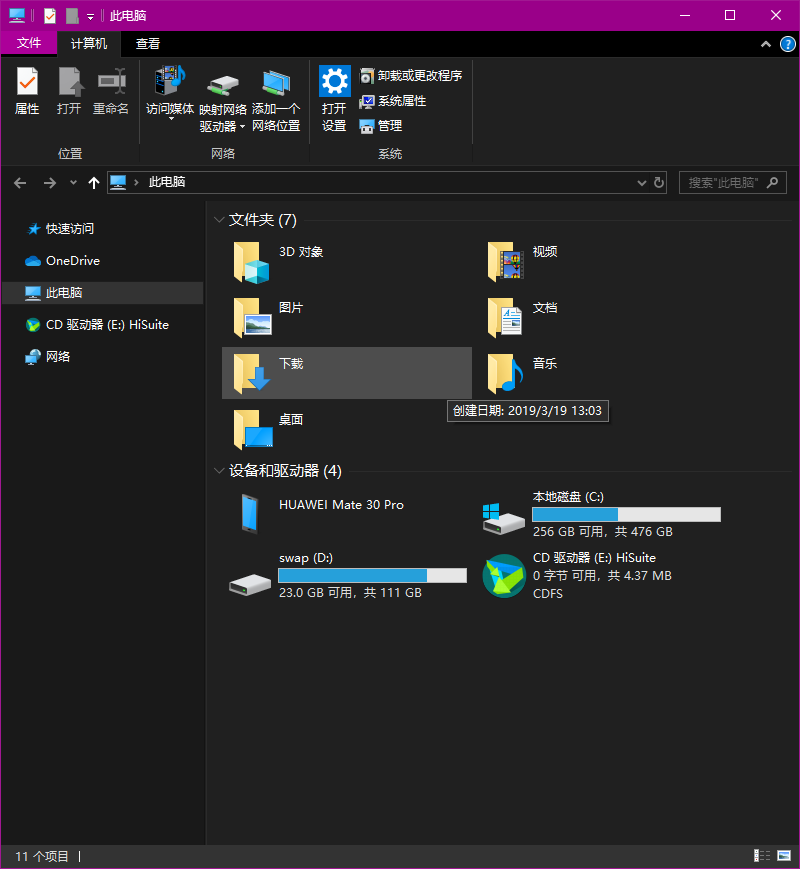 此电脑
文件 计算机 查看
属性 打开 重命名 访问媒体 映射网络驱动器 添加一个网络位置 打开设置 卸载或更改程序
系统属性
管理
位置 网络 系统
此电脑 搜索"此电脑"
快速访问
OneDrive
此电脑
CD 驱动器 (E:) HiSuite
网络
文件夹 (7)
3D 对象 视频
图片 文档
下载 音乐
创建日期: 2019/3/19 13:03
桌面
设备和驱动器 (4)
HUAWEI Mate 30 Pro
本地磁盘 (C:)
256 GB 可用，共 476 GB
swap (D:)
23.0 GB 可用，共 111 GB
CD 驱动器 (E:) HiSuite
0 字节 可用，共 4.37 MB
CDFS
11 个项目